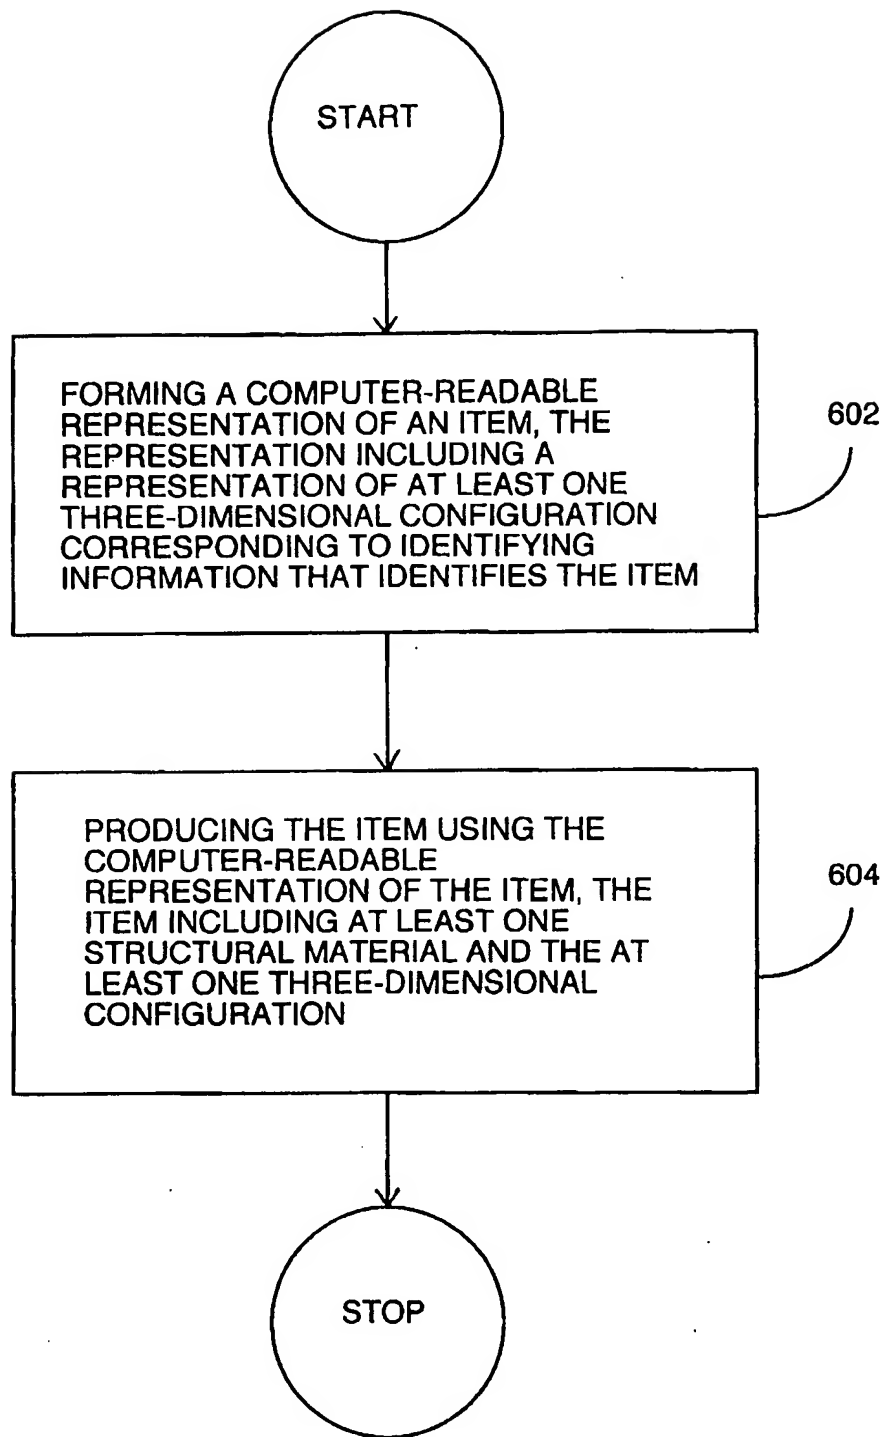 START
FORMING A COMPUTER-READABLE
REPRESENTATION OF AN ITEM, THE
REPRESENTATION INCLUDING A
REPRESENTATION OF AT LEAST ONE
THREE-DIMENSIONAL CONFIGURATION
CORRESPONDING TO IDENTIFYING
INFORMATION THAT IDENTIFIES THE ITEM
602
PRODUCING THE ITEM USING THE
COMPUTER-READABLE
REPRESENTATION OF THE ITEM, THE
ITEM INCLUDING AT LEAST ONE
STRUCTURAL MATERIAL AND THE AT
LEAST ONE THREE-DIMENSIONAL
CONFIGURATION
604
STOP